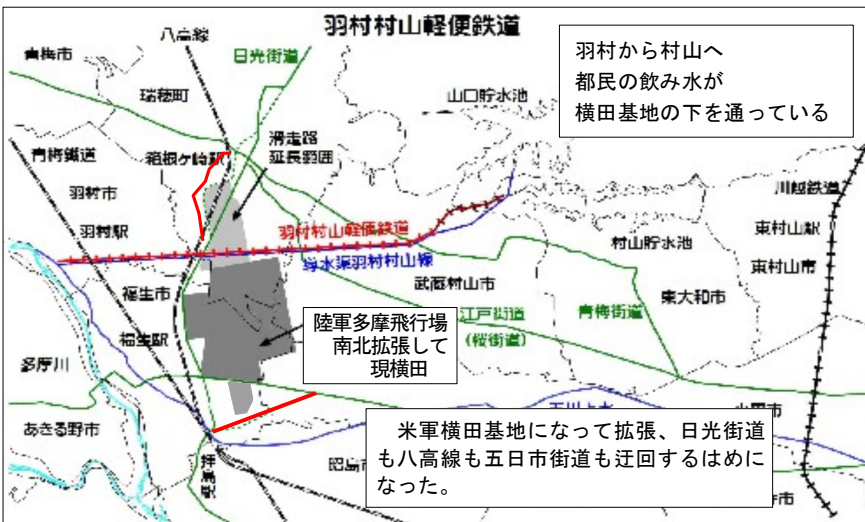 羽村村山軽便鉄道
八高線
日光街道
青梅市
瑞穂町
羽村から村山へ
都民の飲み水が
横田基地の下を通っている
山口貯水池
滑走路
延長範囲
青梅鐵道
箱根ケ崎駅
羽村市
羽村駅
川越鉄道
羽村村山軽便鉄道
導水渠羽村村山線
村山貯水池
東村山駅
東村山市
武蔵村山市
福生市
東大和市
江戸街道
(桜街道)
青梅街道
福生駅
陸軍多摩飛行場
南北拡張して
現横田
多摩川
あきる野市
米軍横田基地になって拡張、日光街道
も八高線も五日市街道も迂回するはめに
なった。